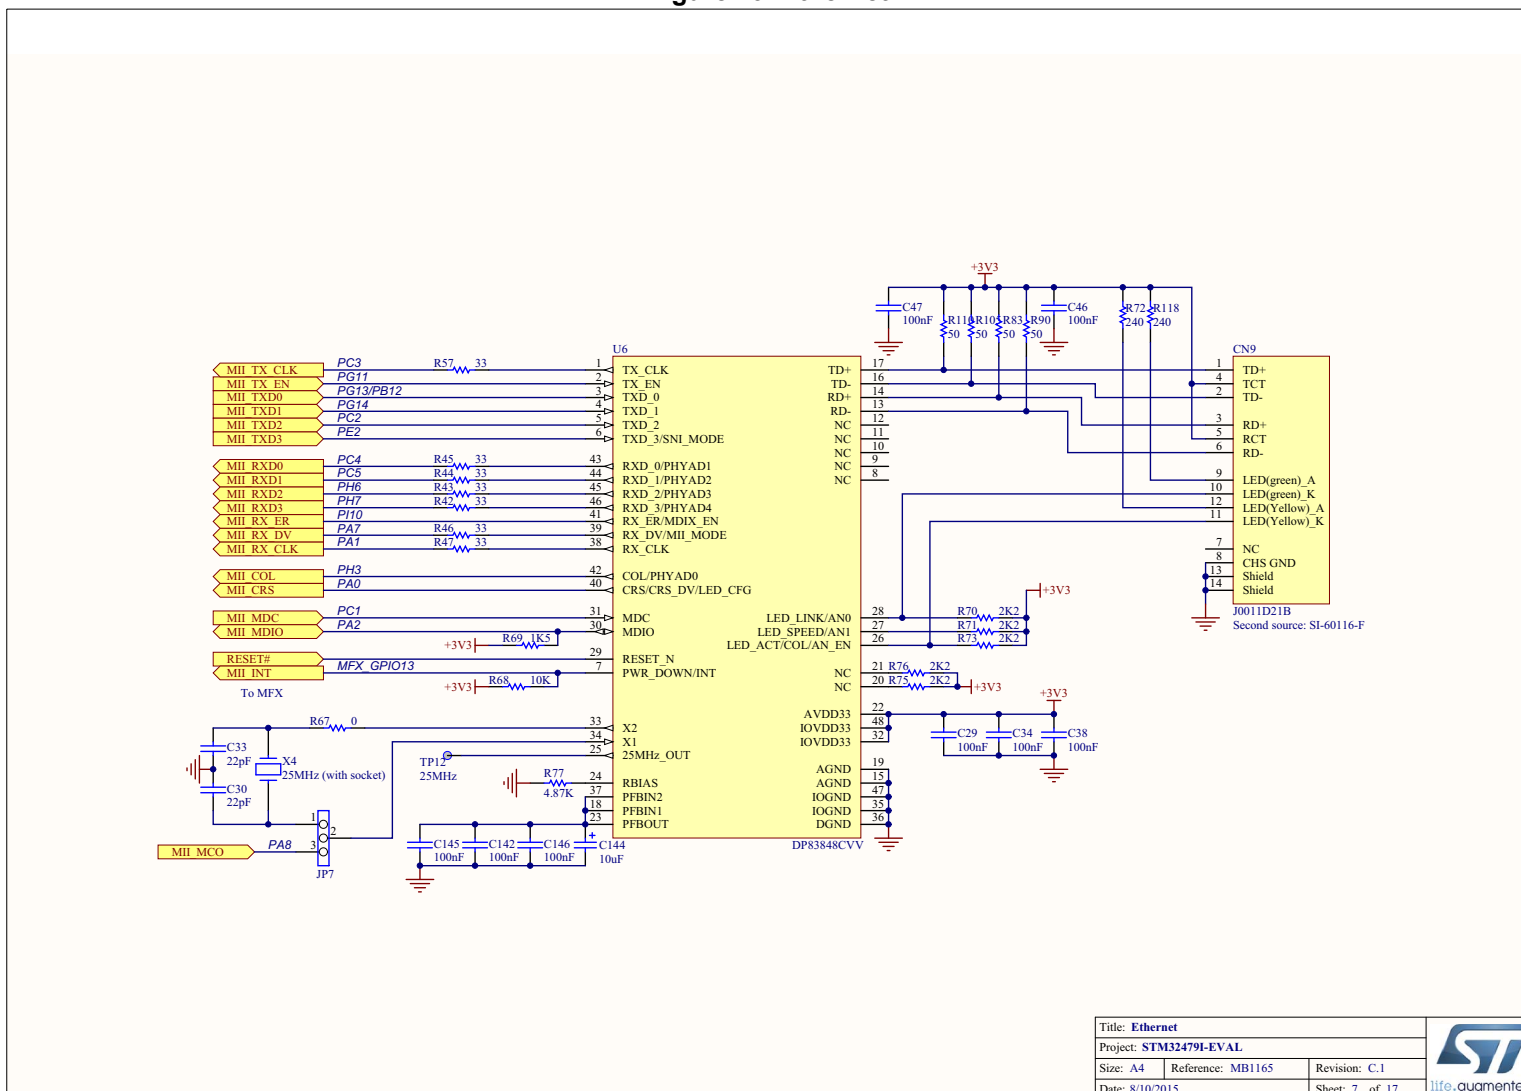 +3V3
C47
100nF
R110
50
R105
50
R83
50
R90
50
C46
100nF
R72
240
R118
240
U6
CN9
MII_TX_CLK PC3 R57 33 1 TX_CLK
MII_TX_EN PG11 2 TX_EN
MII_TXD0 PG13/PB12 3 TXD_0
MII_TXD1 PG14 4 TXD_1
MII_TXD2 PC2 5 TXD_2
MII_TXD3 PE2 6 TXD_3/SNI_MODE
MII_RXD0 PC4 R45 33 43 RXD_0/PHYAD1
MII_RXD1 PC5 R44 33 44 RXD_1/PHYAD2
MII_RXD2 PH6 R43 33 45 RXD_2/PHYAD3
MII_RXD3 PH7 R42 33 46 RXD_3/PHYAD4
MII_RX_ER PI10 41 RX_ER/MDIX_EN
MII_RX_DV PA7 R46 33 39 RX_DV/MII_MODE
MII_RX_CLK PA1 R47 33 38 RX_CLK
MII_COL PH3 42 COL/PHYAD0
MII_CRS PA0 40 CRS/CRS_DV/LED_CFG
MII_MDC PC1 31 MDC
MII_MDIO PA2 30 MDIO
+3V3 R69 1K5
RESET# 29 RESET_N
MII_INT MFX_GPIO13 7 PWR_DOWN/INT
To MFX
+3V3 R68 10K
R67 0 33 X2
34 X1
25 25MHz_OUT
C33
22pF
X4
25MHz (with socket)
C30
22pF
TP12
25MHz
R77
4.87K
24 RBIAS
37 PFBIN2
18 PFBIN1
23 PFBOUT
1
2
3
MII_MCO PA8
JP7
C145
100nF
C142
100nF
C146
100nF
+
C144
10uF
TD+ 17
TD- 16
RD+ 14
RD- 13
NC 12
NC 11
NC 10
NC 9
NC 8
LED_LINK/AN0 28 R70 2K2
LED_SPEED/AN1 27 R71 2K2
LED_ACT/COL/AN_EN 26 R73 2K2
+3V3
NC 21 R76 2K2
NC 20 R75 2K2
+3V3
AVDD33 22
IOVDD33 48
IOVDD33 32
+3V3
C29
100nF
C34
100nF
C38
100nF
AGND 19
AGND 15
IOGND 47
IOGND 35
DGND 36
DP83848CVV
1 TD+
4 TCT
2 TD-
3 RD+
5 RCT
6 RD-
9 LED(green)_A
10 LED(green)_K
12 LED(Yellow)_A
11 LED(Yellow)_K
7 NC
8 CHS GND
13 Shield
14 Shield
J0011D21B
Second source: SI-60116-F
Title: Ethernet
Project: STM32479I-EVAL
Size: A4 Reference: MB1165 Revision: C.1
Date: 8/10/2015 Sheet: 7 of 17
ST
life.augmented